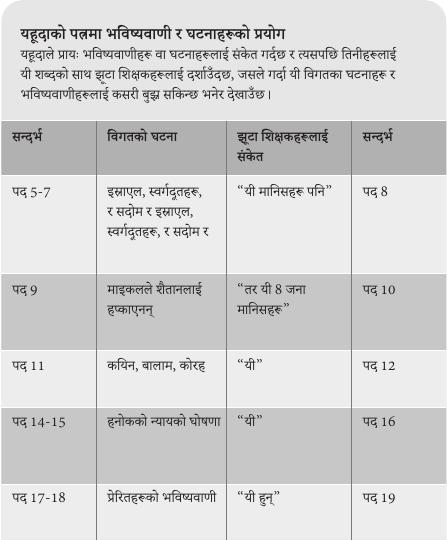 यहूदाको पत्रमा भविष्यवाणी र घटनाहरूको प्रयोग
यहूदाले प्रायः भविष्यवाणीहरू वा घटनाहरूलाई संकेत गर्दछ र त्यसपछि तिनीहरूलाई
यी शब्दको साथ झूटा शिक्षकहरूलाई दर्शाउँदछ, जसले गर्दा यी विगतका घटनाहरू र
भविष्यवाणीहरूलाई कसरी बुझ्न सकिन्छ भनेर देखाउँछ।
सन्दर्भ विगतको घटना झूटा शिक्षकहरूलाई सन्दर्भ
संकेत
पद 5-7 इस्राएल, स्वर्गदूतहरू, “यी मानिसहरू पनि” पद 8
र सदोम र इस्राएल,
स्वर्गदूतहरू, र सदोम र
पद 9 माइकलले शैतानलाई “तर यी 8 जना पद 10
हप्काएनन् मानिसहरू”
पद 11 कयिन, बालाम, कोरह “यी” पद 12
पद 14-15 हनोकको न्यायको घोषणा “यी” पद 16
पद 17-18 प्रेरितहरूको भविष्यवाणी “यी हुन्” पद 19